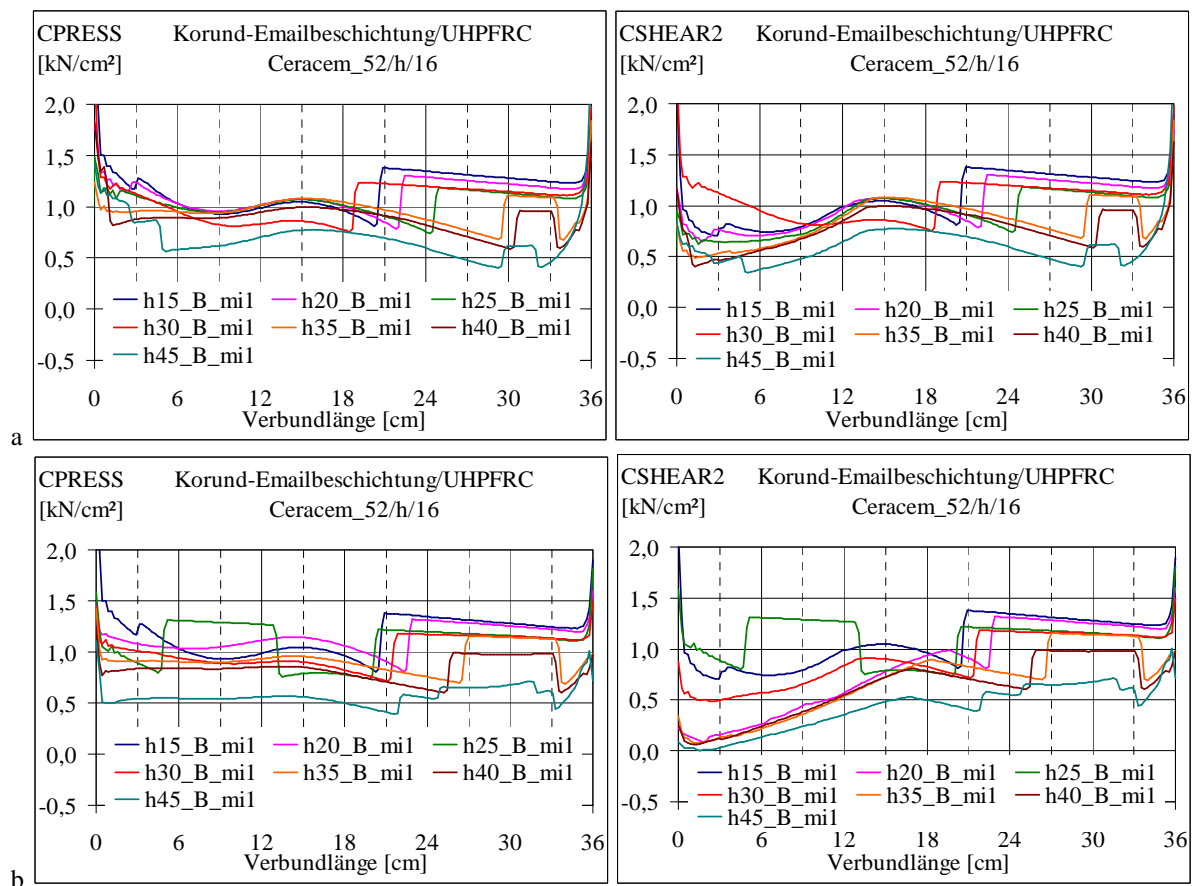 CPRESS Korund-Emailbeschichtung/UHPFRC
[kN/cm²] Ceracem_52/h/16
2,0
1,5
1,0
0,5
0,0
-0,5
h15_B_mi1 h20_B_mi1 h25_B_mi1
h30_B_mi1 h35_B_mi1 h40_B_mi1
h45_B_mi1
0 6 12 18 24 30 36
Verbundlänge [cm]
CSHEAR2 Korund-Emailbeschichtung/UHPFRC
[kN/cm²] Ceracem_52/h/16
2,0
1,5
1,0
0,5
0,0
-0,5
h15_B_mi1 h20_B_mi1 h25_B_mi1
h30_B_mi1 h35_B_mi1 h40_B_mi1
h45_B_mi1
0 6 12 18 24 30 36
Verbundlänge [cm]
a
CPRESS Korund-Emailbeschichtung/UHPFRC
[kN/cm²] Ceracem_52/h/16
2,0
1,5
1,0
0,5
0,0
-0,5
h15_B_mi1 h20_B_mi1 h25_B_mi1
h30_B_mi1 h35_B_mi1 h40_B_mi1
h45_B_mi1
0 6 12 18 24 30 36
Verbundlänge [cm]
CSHEAR2 Korund-Emailbeschichtung/UHPFRC
[kN/cm²] Ceracem_52/h/16
2,0
1,5
1,0
0,5
0,0
-0,5
h15_B_mi1 h20_B_mi1 h25_B_mi1
h30_B_mi1 h35_B_mi1 h40_B_mi1
h45_B_mi1
0 6 12 18 24 30 36
Verbundlänge [cm]
b